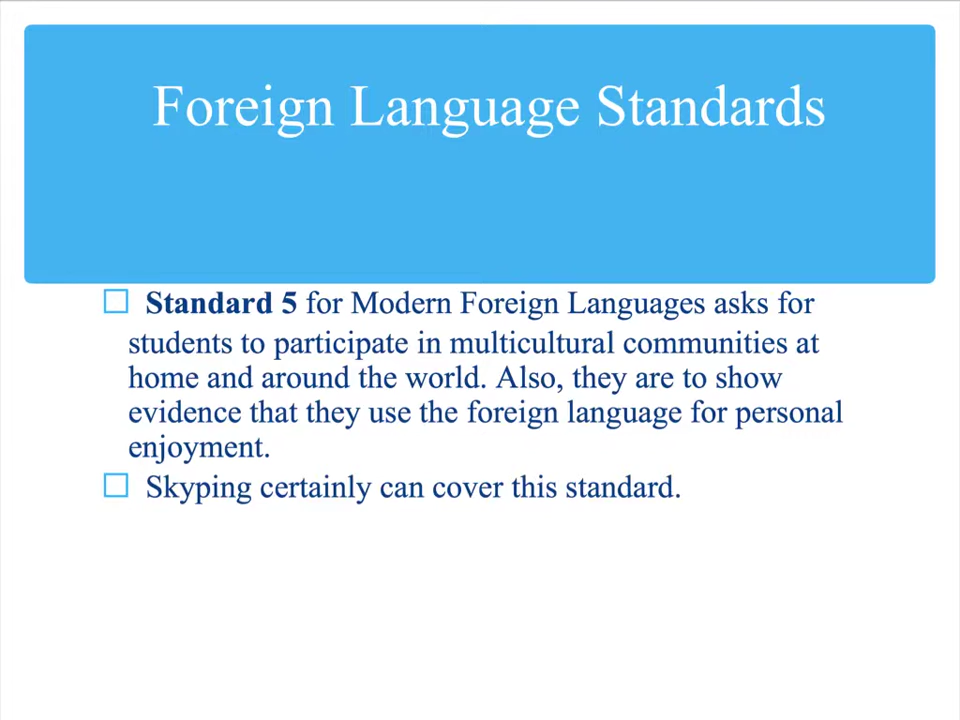 Foreign Language Standards
Standard 5 for Modern Foreign Languages asks for
students to participate in multicultural communities at
home and around the world. Also, they are to show
evidence that they use the foreign language for personal
enjoyment.
Skyping certainly can cover this standard.